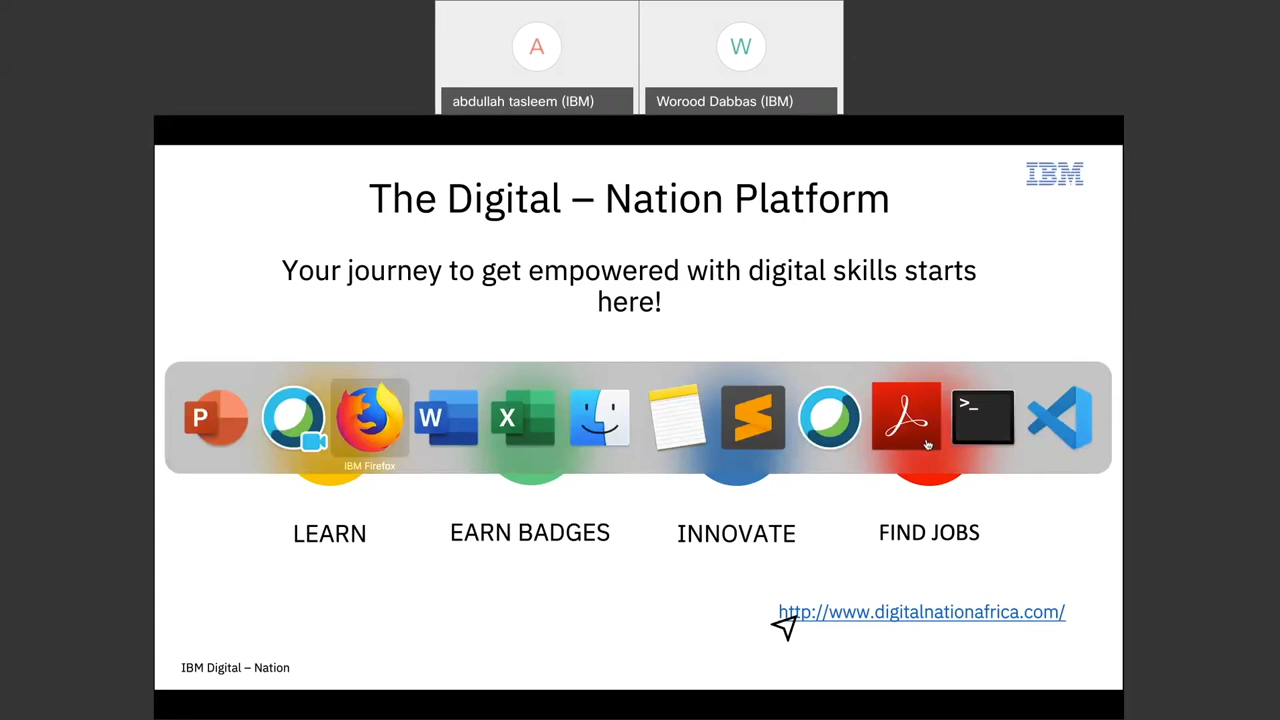 A
W
abdullah tasleem (IBM)
Worood Dabbas (IBM)
IBM
The Digital – Nation Platform
Your journey to get empowered with digital skills starts
here!
P
W
X
>_
IBM Firefox
LEARN
EARN BADGES
INNOVATE
FIND JOBS
http://www.digitalnationafrica.com/
IBM Digital – Nation